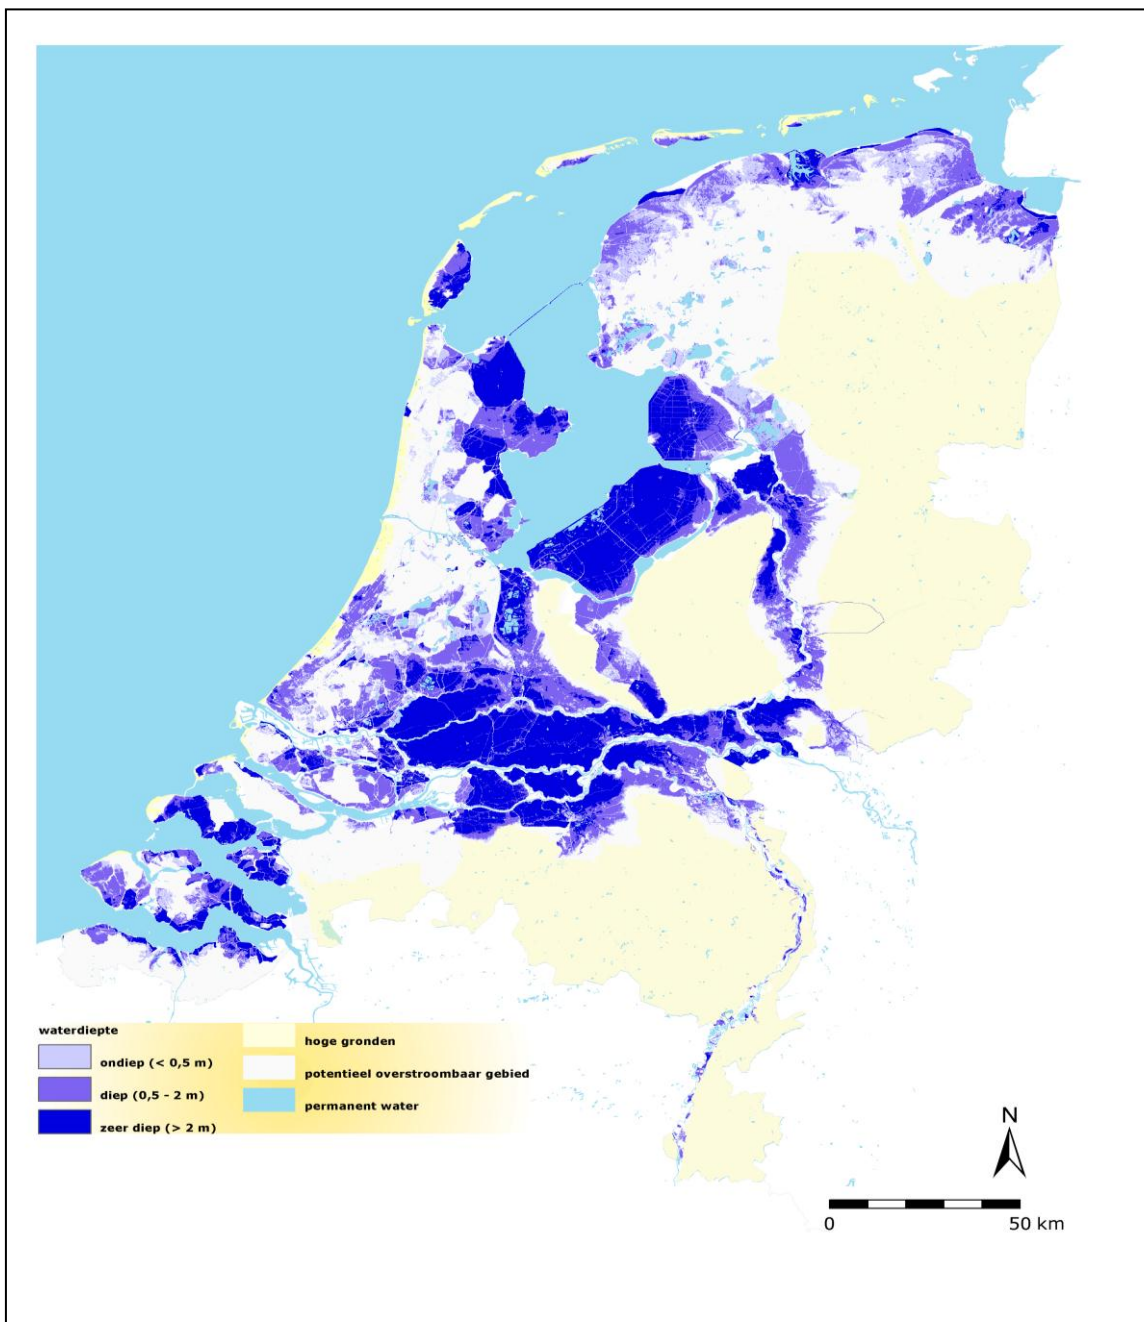 waterdiepte
ondiep (< 0,5 m)
diep (0,5 - 2 m)
zeer diep (> 2 m)
hoge gronden
potentieel overstroombaar gebied
permanent water
N
0 50 km